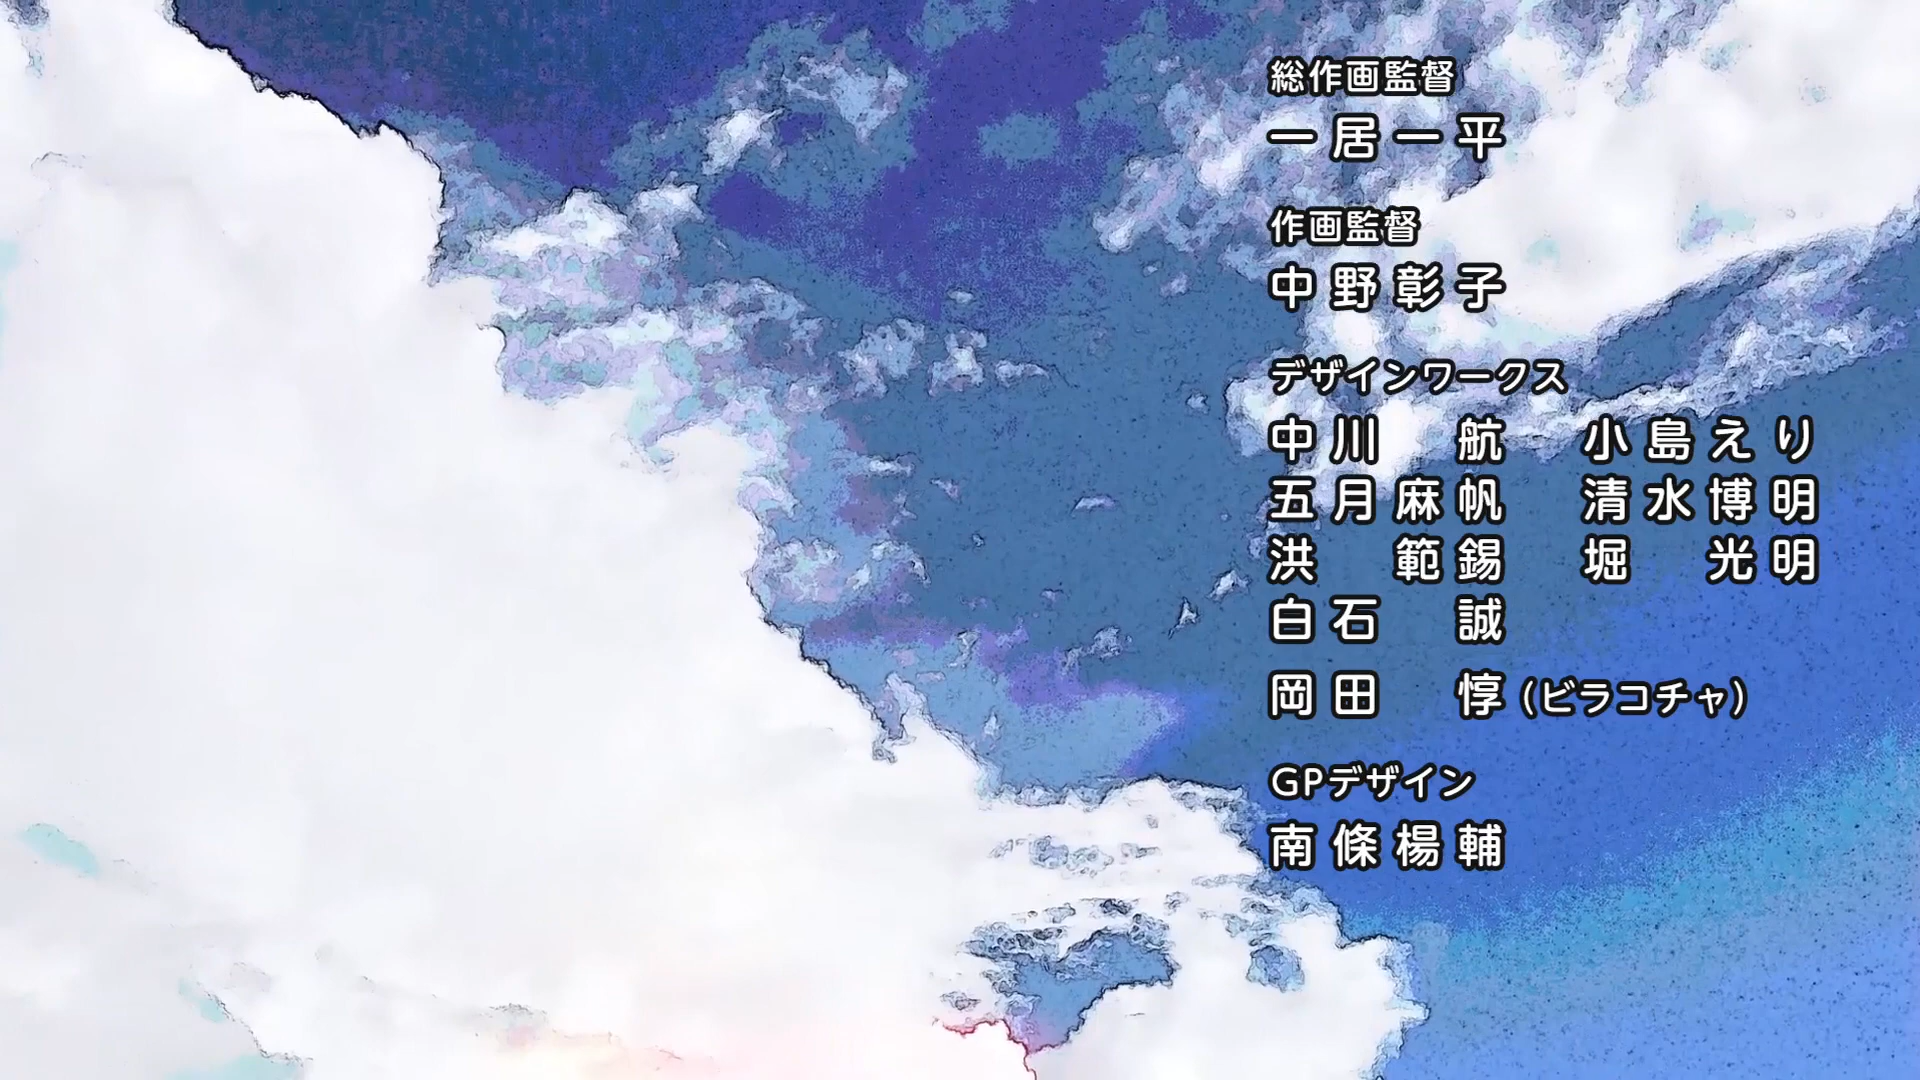 総作画監督
一居一平
作画監督
中野彰子
デザインワークス
中川 航 小島えり
五月麻帆 清水博明
洪 範錫 堀 光明
白石 誠
岡田 惇（ビラコチャ）
GPデザイン
南條楊輔